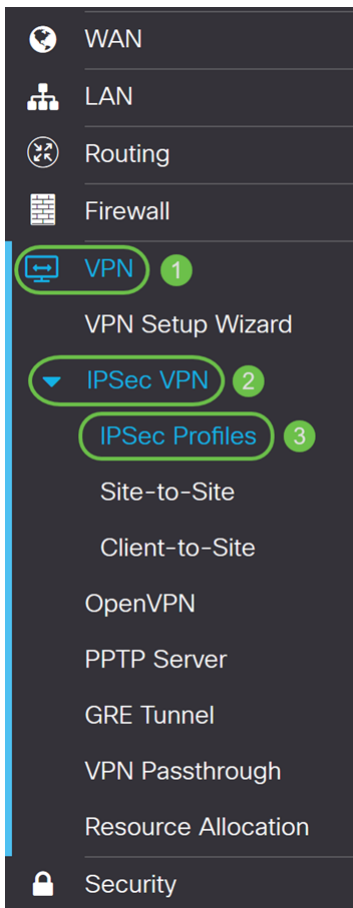 WAN
LAN
Routing
Firewall
VPN 1
VPN Setup Wizard
IPSec VPN 2
IPSec Profiles 3
Site-to-Site
Client-to-Site
OpenVPN
PPTP Server
GRE Tunnel
VPN Passthrough
Resource Allocation
Security